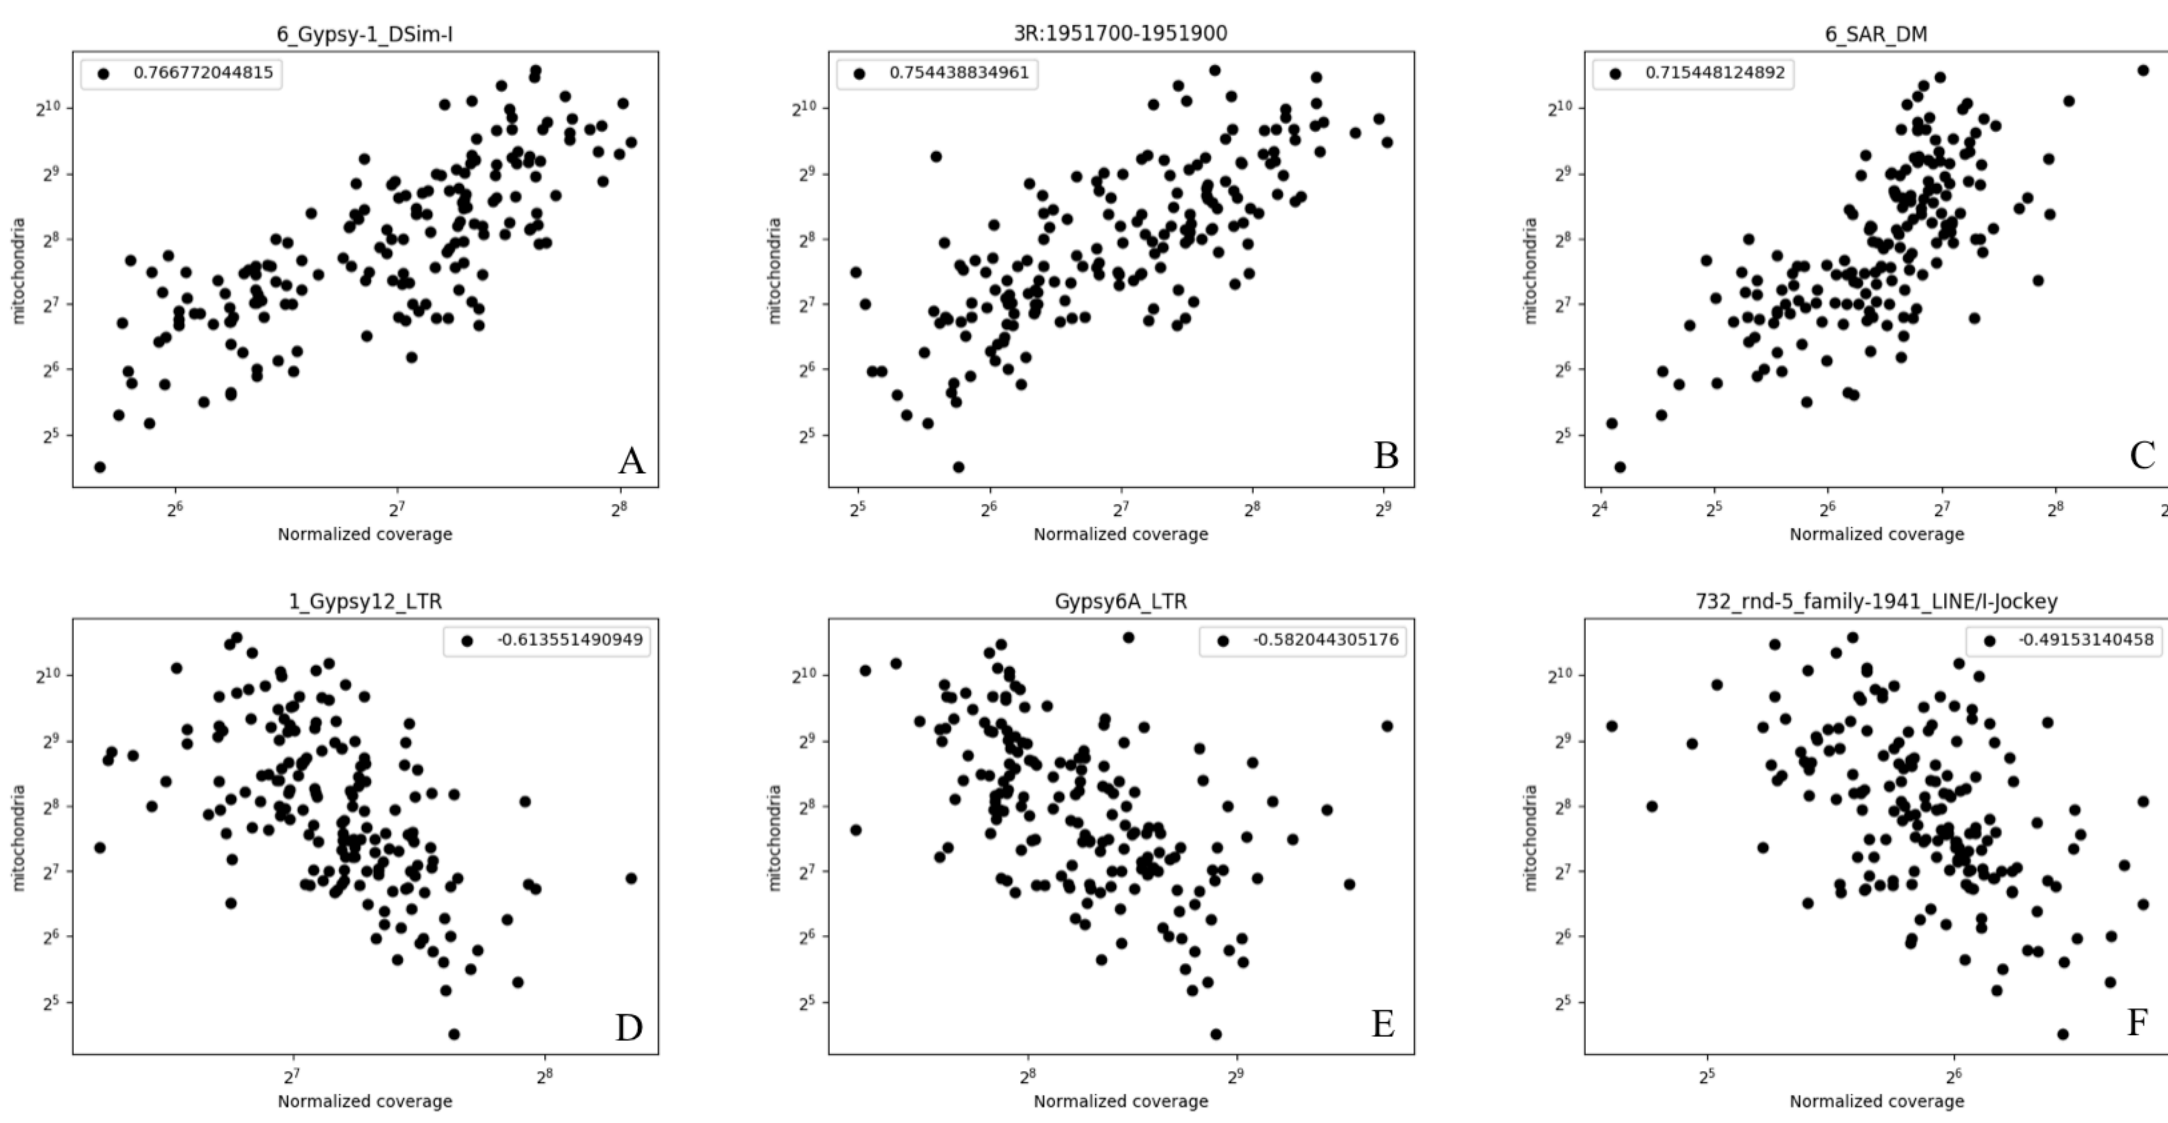 6_Gypsy-1_DSim-I
0.766772044815
mitochondria
2^10
2^9
2^8
2^7
2^6
2^5
A
2^6 2^7 2^8
Normalized coverage
3R:1951700-1951900
0.754438834961
mitochondria
2^10
2^9
2^8
2^7
2^6
2^5
B
2^5 2^6 2^7 2^8 2^9
Normalized coverage
6_SAR_DM
0.715448124892
mitochondria
2^10
2^9
2^8
2^7
2^6
2^5
C
2^4 2^5 2^6 2^7 2^8 2
Normalized coverage
1_Gypsy12_LTR
-0.613551490949
mitochondria
2^10
2^9
2^8
2^7
2^6
2^5
D
2^7 2^8
Normalized coverage
Gypsy6A_LTR
-0.582044305176
mitochondria
2^10
2^9
2^8
2^7
2^6
2^5
E
2^8 2^9
Normalized coverage
732_rnd-5_family-1941_LINE/I-Jockey
-0.49153140458
mitochondria
2^10
2^9
2^8
2^7
2^6
2^5
F
2^5 2^6
Normalized coverage